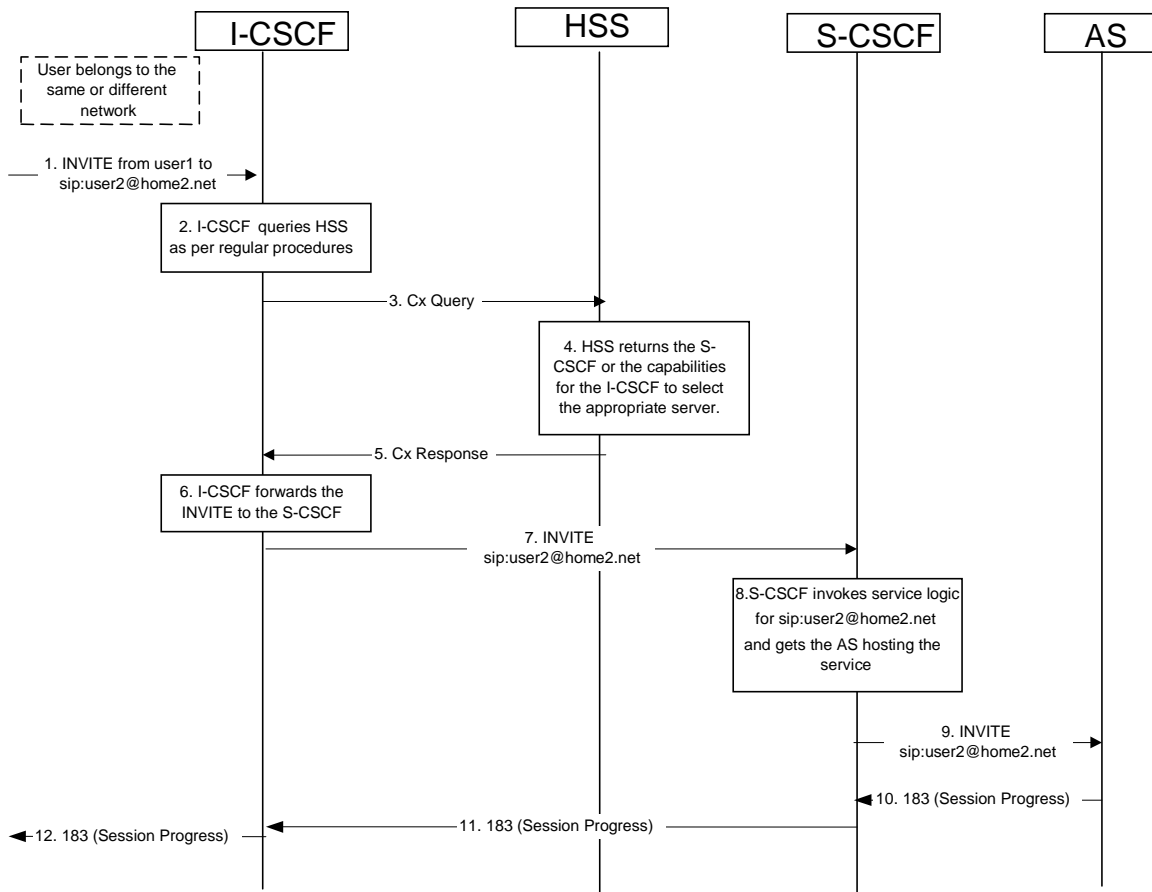 I-CSCF
HSS
S-CSCF
AS
User belongs to the
same or different
network
1. INVITE from user1 to
sip:user2@home2.net
2. I-CSCF queries HSS
as per regular procedures
3. Cx Query
4. HSS returns the S-
CSCF or the capabilities
for the I-CSCF to select
the appropriate server.
5. Cx Response
6. I-CSCF forwards the
INVITE to the S-CSCF
7. INVITE
sip:user2@home2.net
8.S-CSCF invokes service logic
for sip:user2@home2.net
and gets the AS hosting the
service
9. INVITE
sip:user2@home2.net
10. 183 (Session Progress)
11. 183 (Session Progress)
12. 183 (Session Progress)